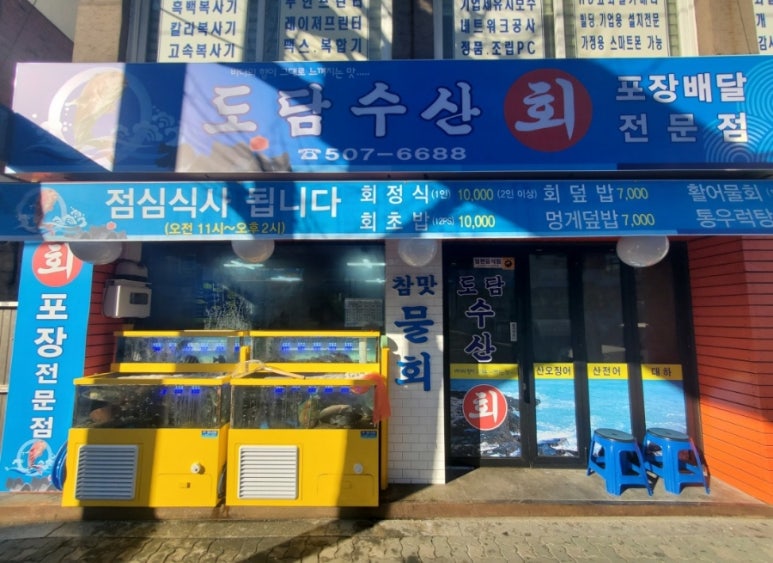 흑백복사기
칼라복사기
고속복사기
레이저프린터
팩스.복합기
기업체유지보수
네트워크공사
정품.조립PC
빌딩 기업용 설치전문
가정용 스마트폰 가능
바다의 향이 그대로 느껴지는 맛.....
도담수산 회
포장배달
전문점
☎507-6688
점심식사 됩니다
(오전 11시~오후2시)
회정식(1인) 10,000 (2인 이상)
회초밥(12PS) 10,000
회덮밥 7,000
멍게덮밥 7,000
활어물회
통우럭탕
회 포장전문점
참맛 물회
일반음식점
도담수산 회
산오징어
산전어
대하